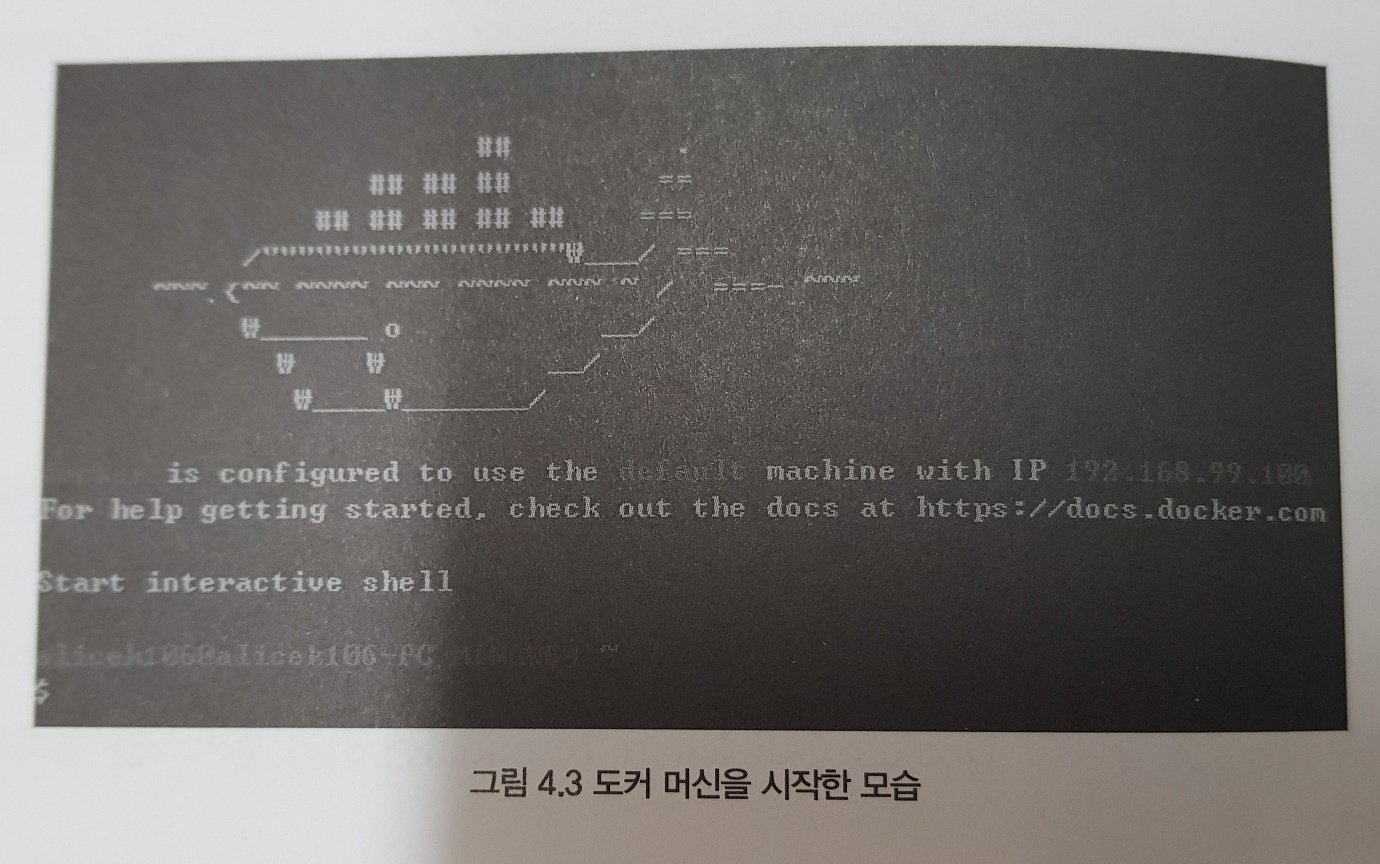 ## .
## ## ## ==
## ## ## ## ## ===
/''''''''''''''''''''''''''''''''''₩___/ ===
~~~ .{~~ ~~~~ ~~~ ~~~~ ~~~ ~ / ===- ~~~
₩______ o __/
₩ ₩ __/
₩____₩_______/
is configured to use the default machine with IP 192.168.99.100
For help getting started, check out the docs at https://docs.docker.com
Start interactive shell
alicek106@alicek106-PC ~
$
그림 4.3 도커 머신을 시작한 모습